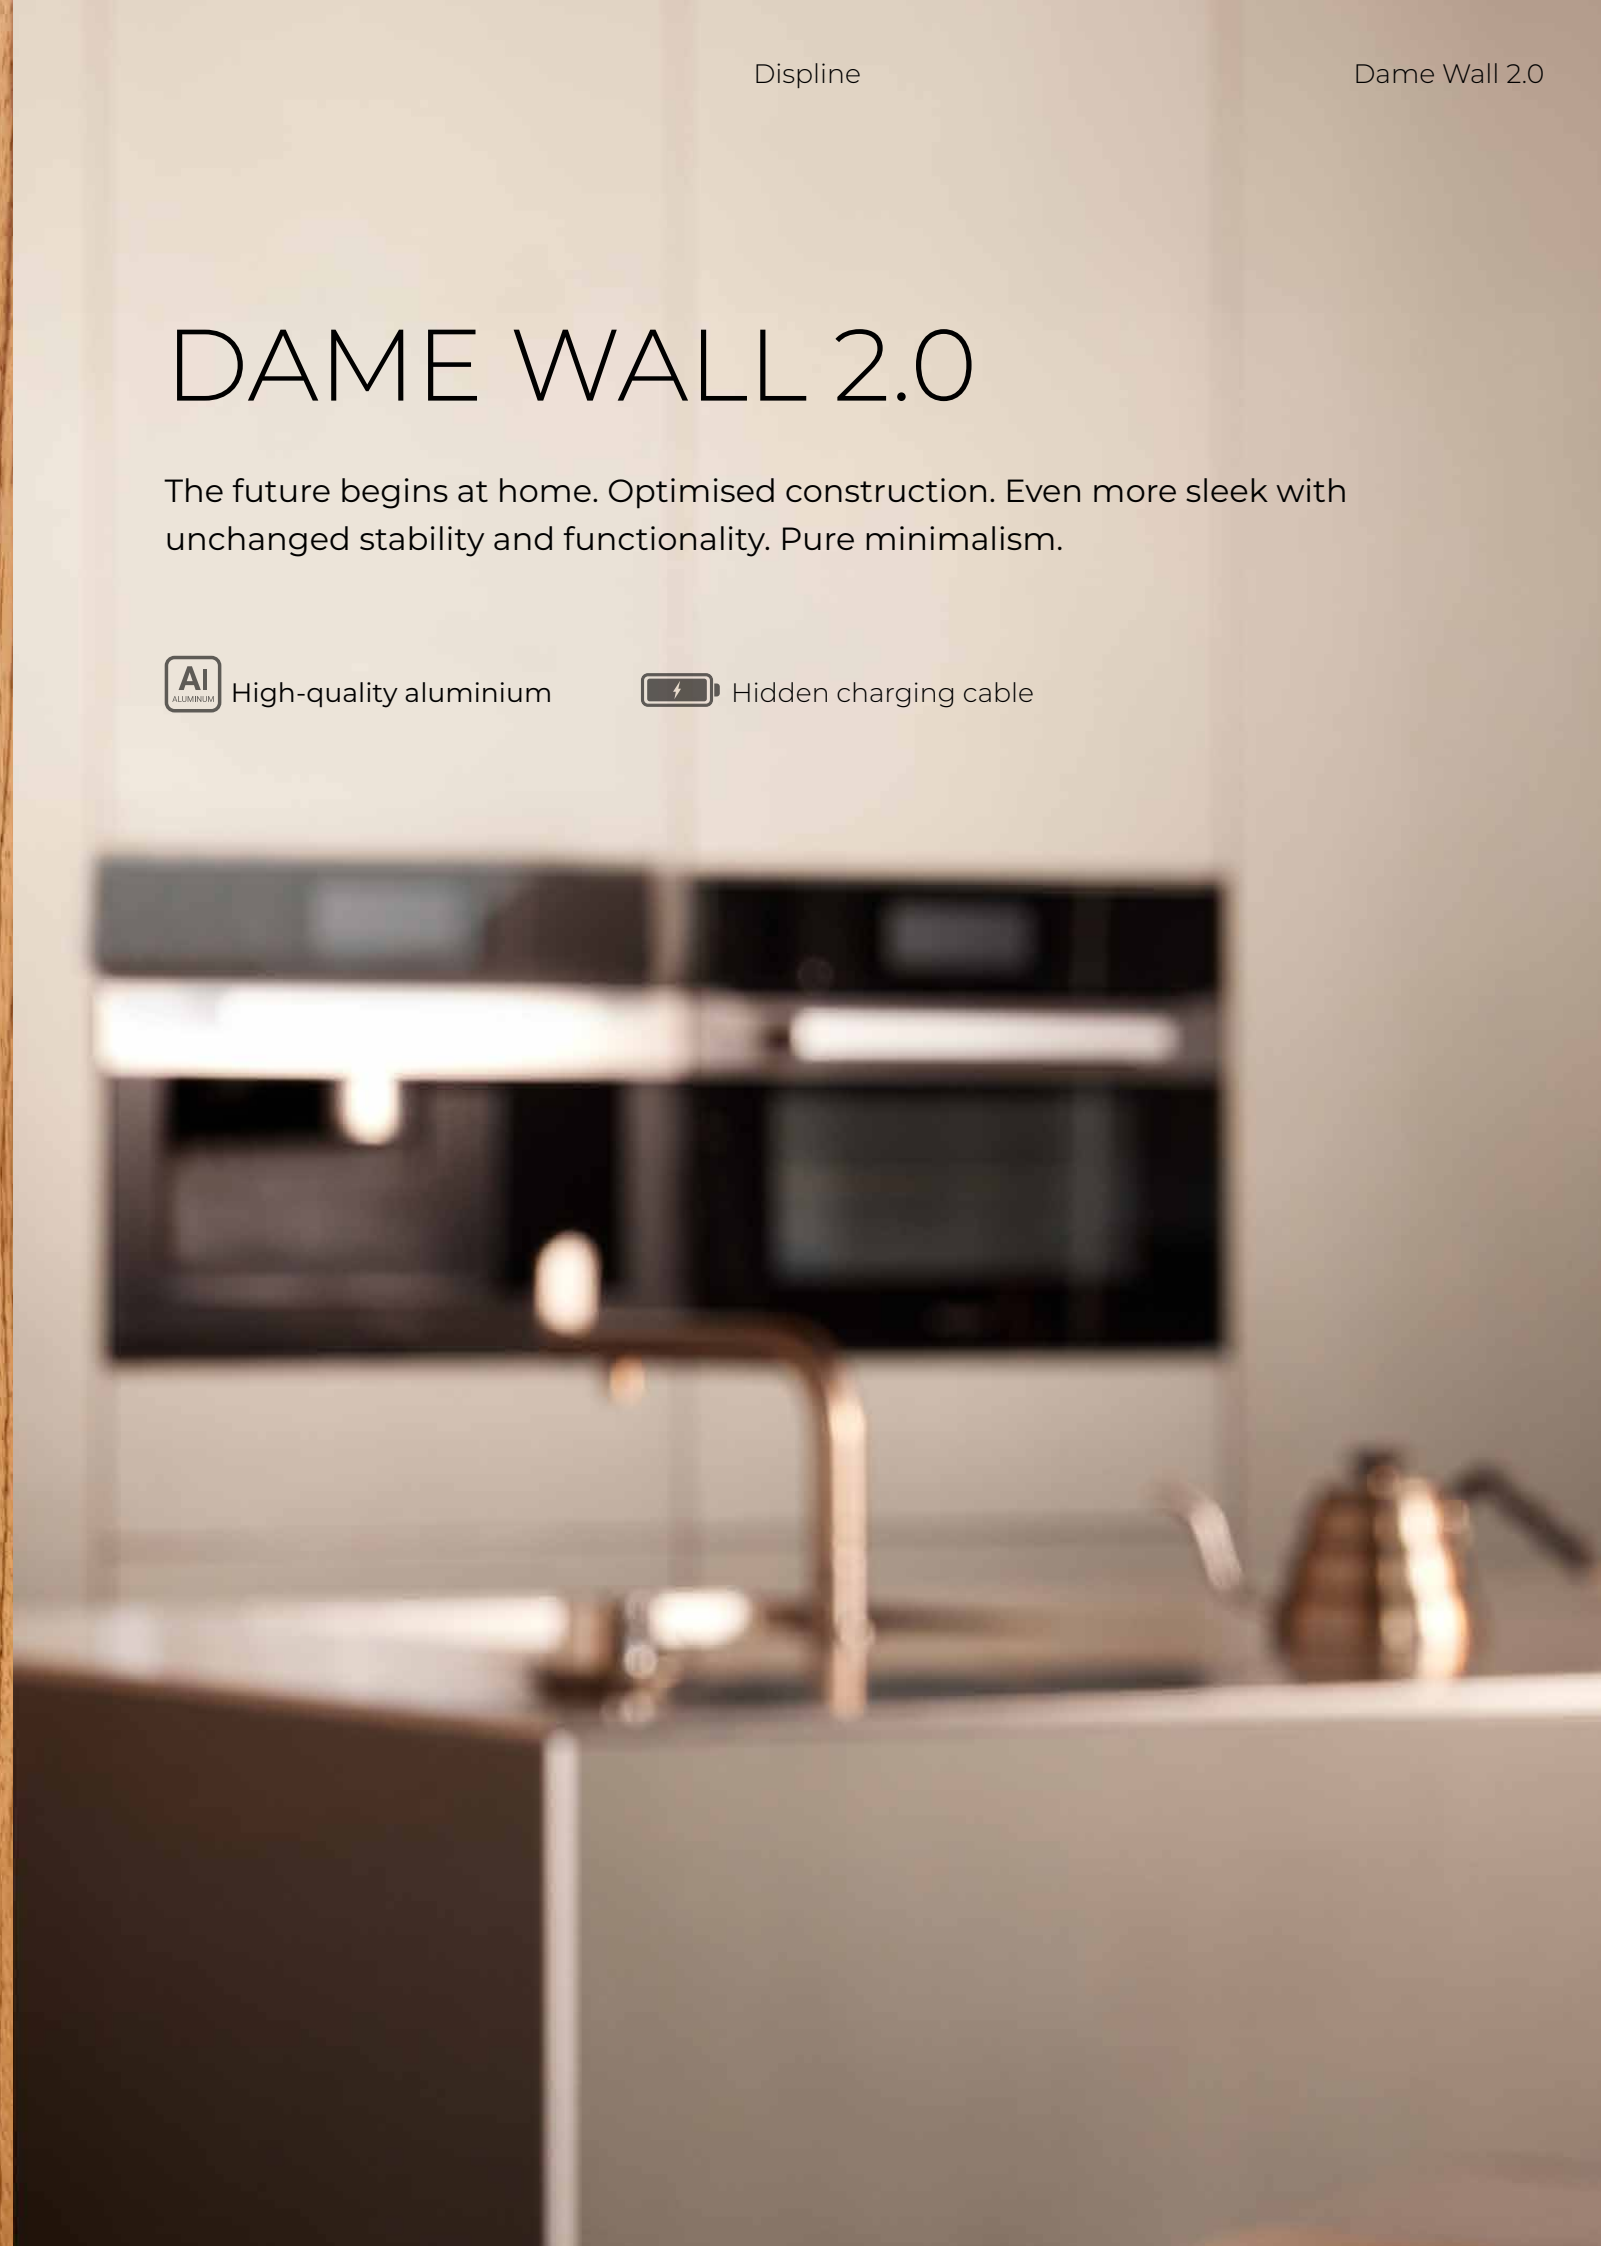 Displine
Dame Wall 2.0
DAME WALL 2.0
The future begins at home. Optimised construction. Even more sleek with
unchanged stability and functionality. Pure minimalism.
Al
ALUMINUM
High-quality aluminium
Hidden charging cable